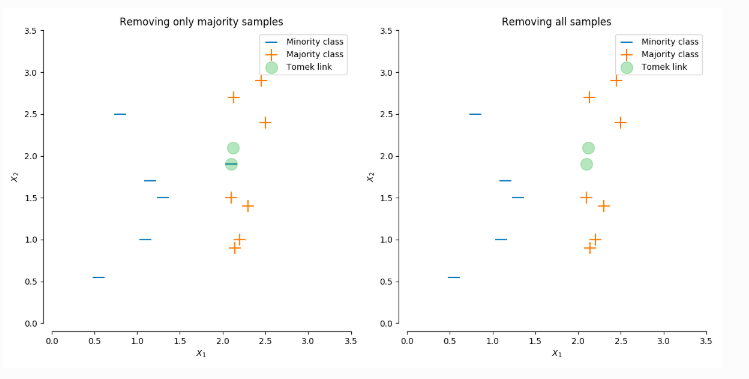 Removing only majority samples
Minority class
Majority class
Tomek link
3.5
3.0
2.5
2.0
1.5
1.0
0.5
0.0
X2
0.0 0.5 1.0 1.5 2.0 2.5 3.0 3.5
X1
Removing all samples
Minority class
Majority class
Tomek link
3.5
3.0
2.5
2.0
1.5
1.0
0.5
0.0
X2
0.0 0.5 1.0 1.5 2.0 2.5 3.0 3.5
X1